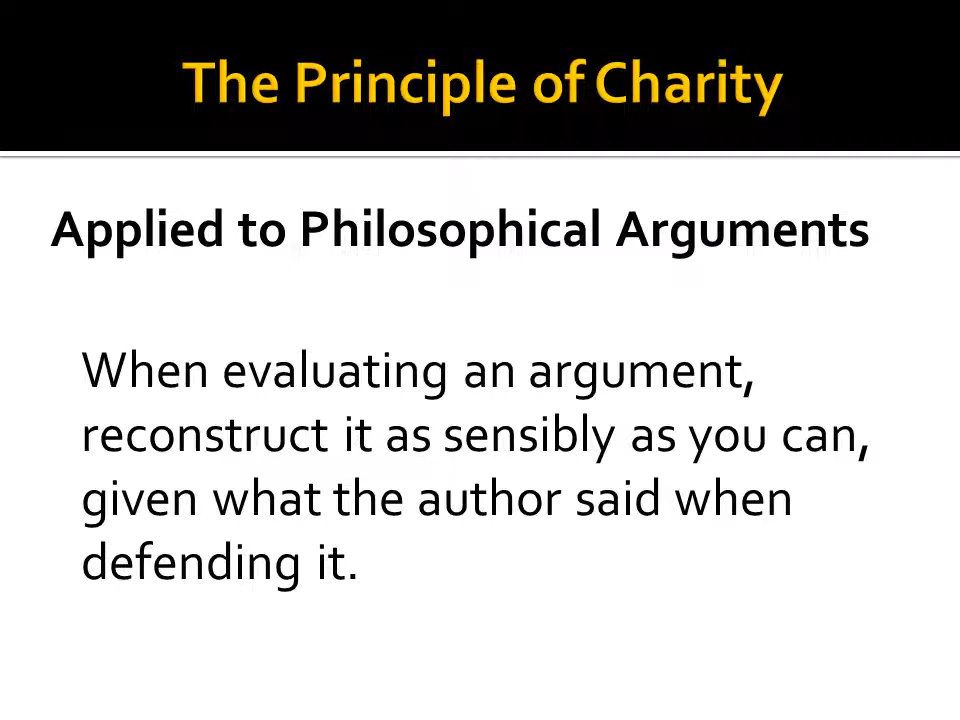 The Principle of Charity
Applied to Philosophical Arguments
When evaluating an argument,
reconstruct it as sensibly as you can,
given what the author said when
defending it.